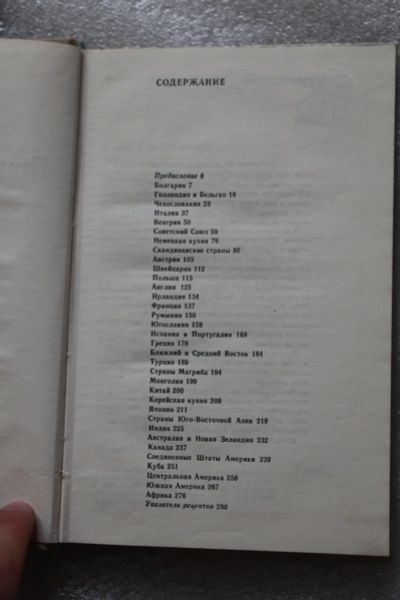 СОДЕРЖАНИЕ
Предисловие 6
Болгария 7
Голландия и Бельгия 18
Чехословакия 28
Италия 37
Венгрия 50
Советский Союз 59
Немецкая кухня 79
Скандинавские страны 95
Австрия 103
Швейцария 112
Польша 115
Англия 125
Ирландия 134
Франция 137
Румыния 150
Югославия 159
Испания и Португалия 168
Греция 178
Ближний и Средний Восток 184
Турция 189
Страны Магриба 194
Монголия 199
Китай 200
Корейская кухня 209
Япония 211
Страны Юго-Восточной Азии 216
Индия 225
Австралия и Новая Зеландия 232
Канада 237
Соединенные Штаты Америки 239
Куба 251
Центральная Америка 256
Южная Америка 267
Африка 276
Указатель рецептов 280